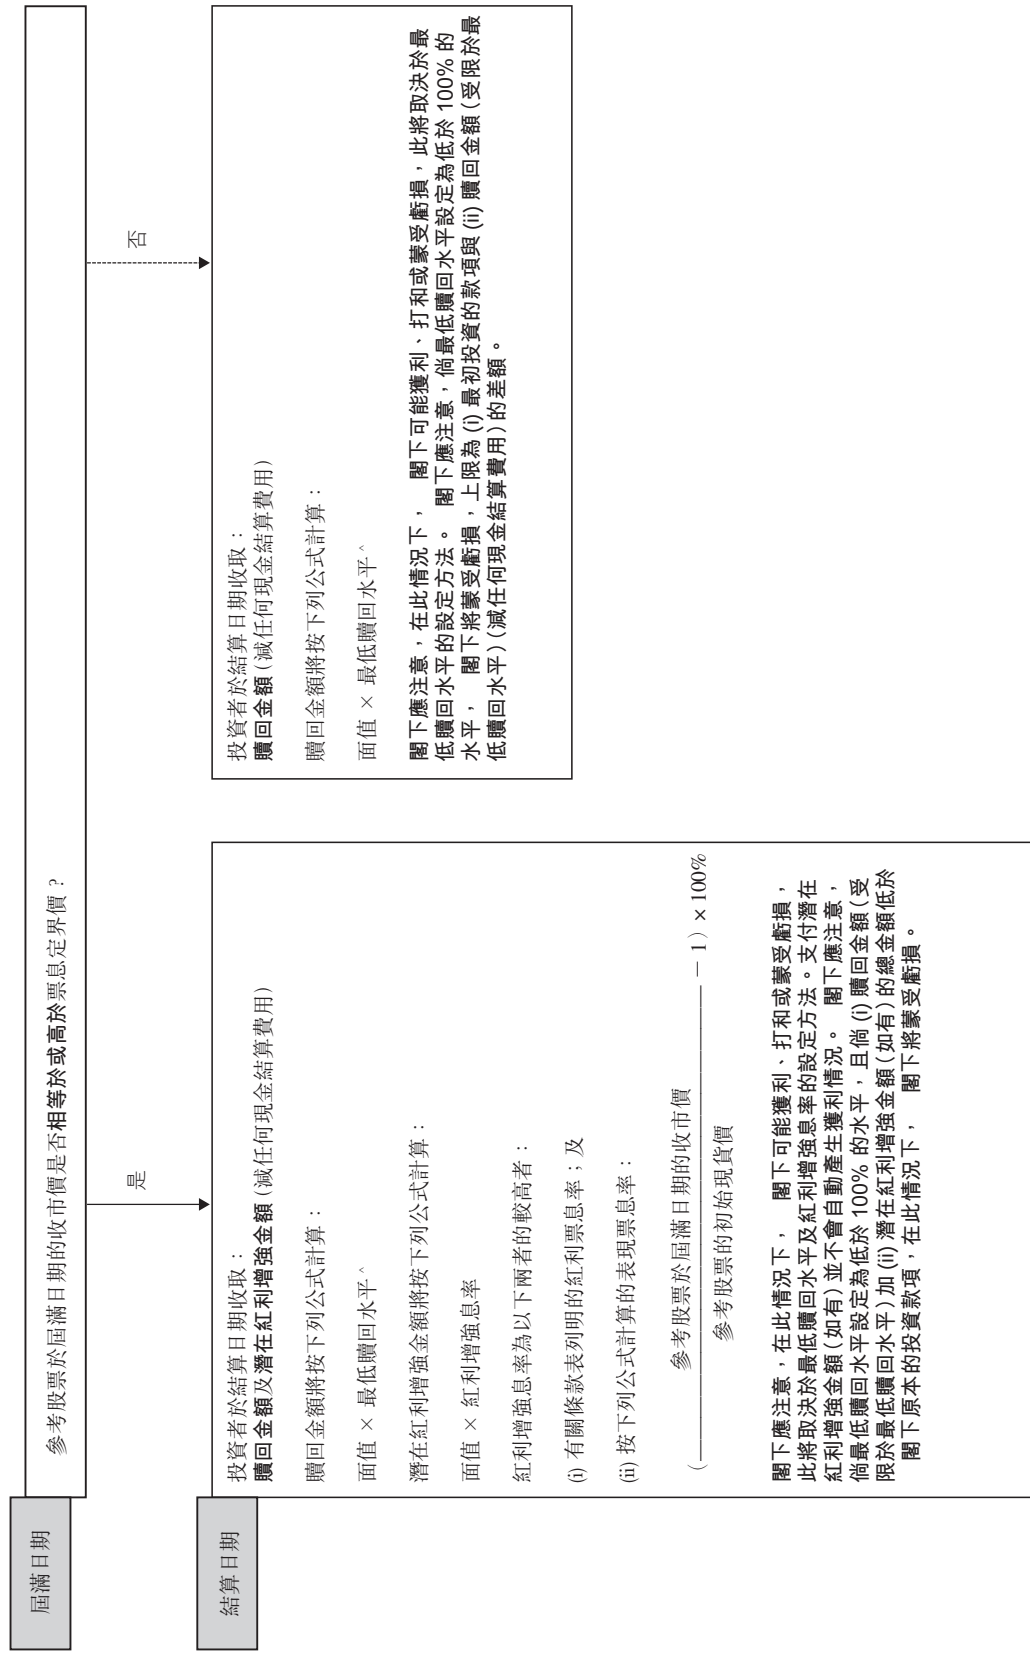 屆滿日期
參考股票於屆滿日期的收市價是否相等於或高於票息定界價？
是
否
結算日期
投資者於結算日期收取：
贖回金額及潛在紅利增強金額（減任何現金結算費用）
贖回金額將按下列公式計算：
面值 × 最低贖回水平^
潛在紅利增強金額將按下列公式計算：
面值 × 紅利增強息率
紅利增強息率為以下兩者的較高者：
(i) 有關條款表列明的紅利票息率；及
(ii) 按下列公式計算的表現票息率：
參考股票於屆滿日期的收市價
( － 1 ) × 100%
參考股票的初始現貨價
閣下應注意，在此情況下， 閣下可能獲利、打和或蒙受虧損，
此將取決於最低贖回水平及紅利增強息率的設定方法。支付潛在
紅利增強金額（如有）並不會自動產生獲利情況。 閣下應注意，
倘最低贖回水平設定為低於 100% 的水平，且倘 (i) 贖回金額（受
限於最低贖回水平）加 (ii) 潛在紅利增強金額（如有）的總金額低於
閣下原本的投資款項，在此情況下， 閣下將蒙受虧損。
投資者於結算日期收取：
贖回金額（減任何現金結算費用）
贖回金額將按下列公式計算：
面值 × 最低贖回水平^
閣下應注意，在此情況下， 閣下可能獲利、打和或蒙受虧損，此將取決於最
低贖回水平的設定方法。 閣下應注意，倘最低贖回水平設定為低於 100% 的
水平， 閣下將蒙受虧損，上限為 (i) 最初投資的款項與 (ii) 贖回金額（受限於最
低贖回水平）（減任何現金結算費用）的差額。